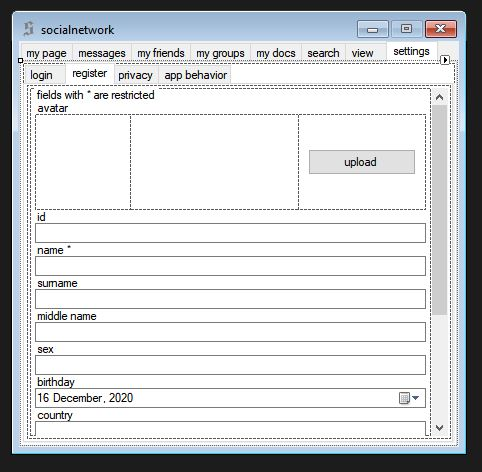 socialnetwork
my page messages my friends my groups my docs search view settings
login register privacy app behavior
fields with * are restricted
avatar
upload
id
name *
surname
middle name
sex
birthday
16 December, 2020
country